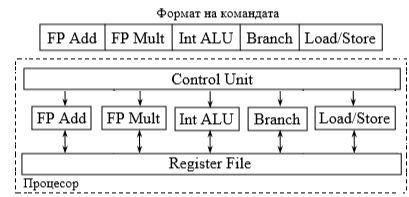 Формат на командата
FP Add FP Mult Int ALU Branch Load/Store
Control Unit
FP Add FP Mult Int ALU Branch Load/Store
Register File
Процесор